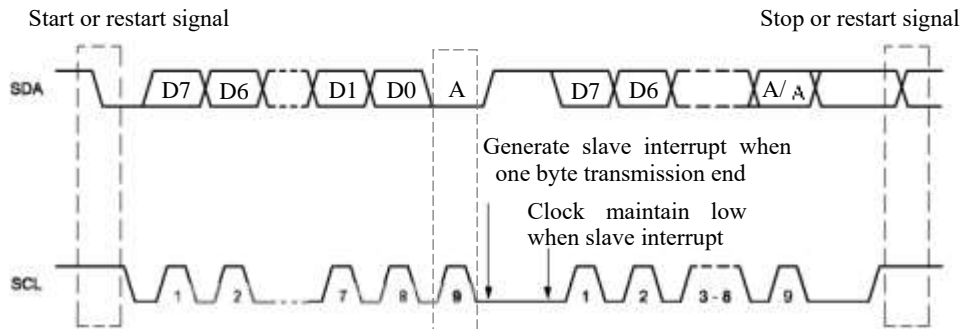 Start or restart signal
Stop or restart signal
SDA
D7 D6 D1 D0 A D7 D6 A/ A
Generate slave interrupt when
one byte transmission end
Clock maintain low
when slave interrupt
SCL
1 2 7 8 9 1 2 3 - 8 9